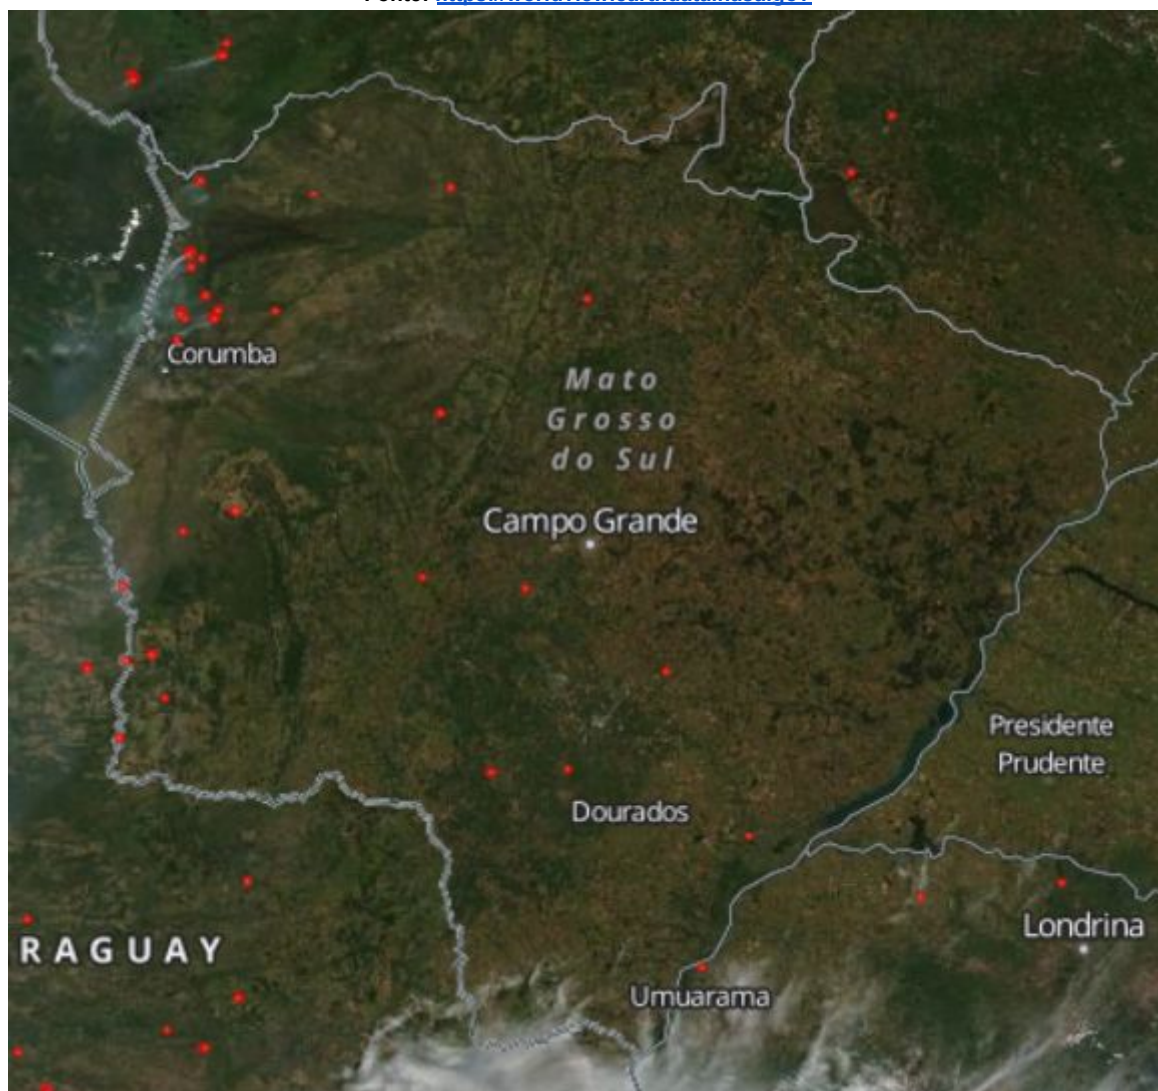 Mato
Grosso
do Sul
Corumba
Campo Grande
Presidente
Prudente
Dourados
Londrina
RAGUAY
Umuarama